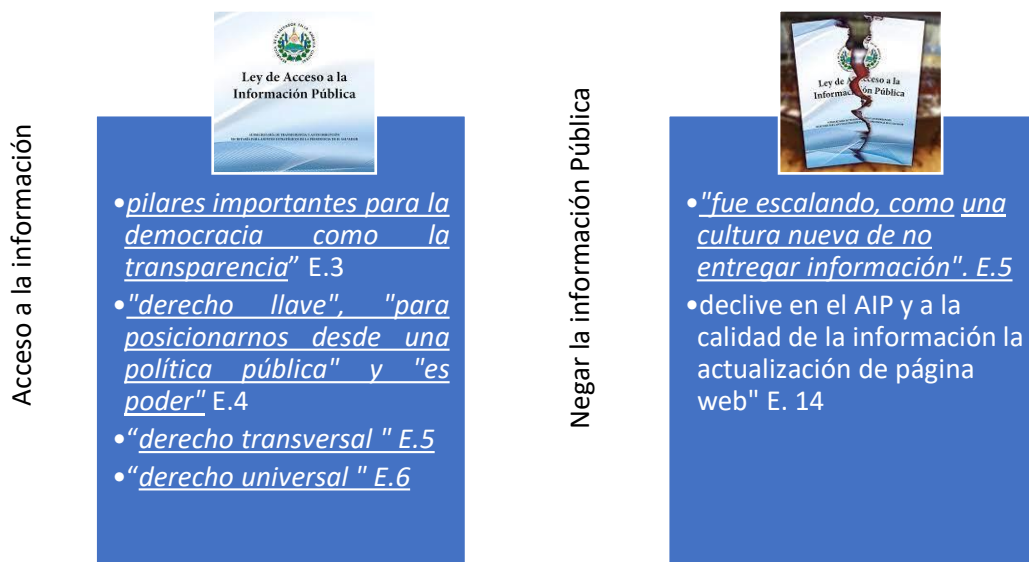 Acceso a la información
Ley de Acceso a la
Información Pública
•pilares importantes para la
democracia como la
transparencia” E.3
•"derecho llave", "para
posicionarnos desde una
política pública" y "es
poder" E.4
•“derecho transversal " E.5
•“derecho universal " E.6
Negar la información Pública
Ley de Acceso a la
Información Pública
•"fue escalando, como una
cultura nueva de no
entregar información". E.5
•declive en el AIP y a la
calidad de la información la
actualización de página
web" E. 14